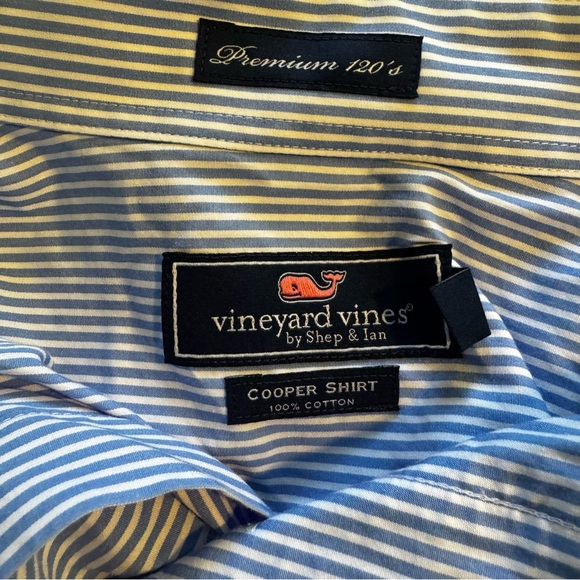 Premium 120's
vineyard vines®
by Shep & Ian
COOPER SHIRT
100% COTTON